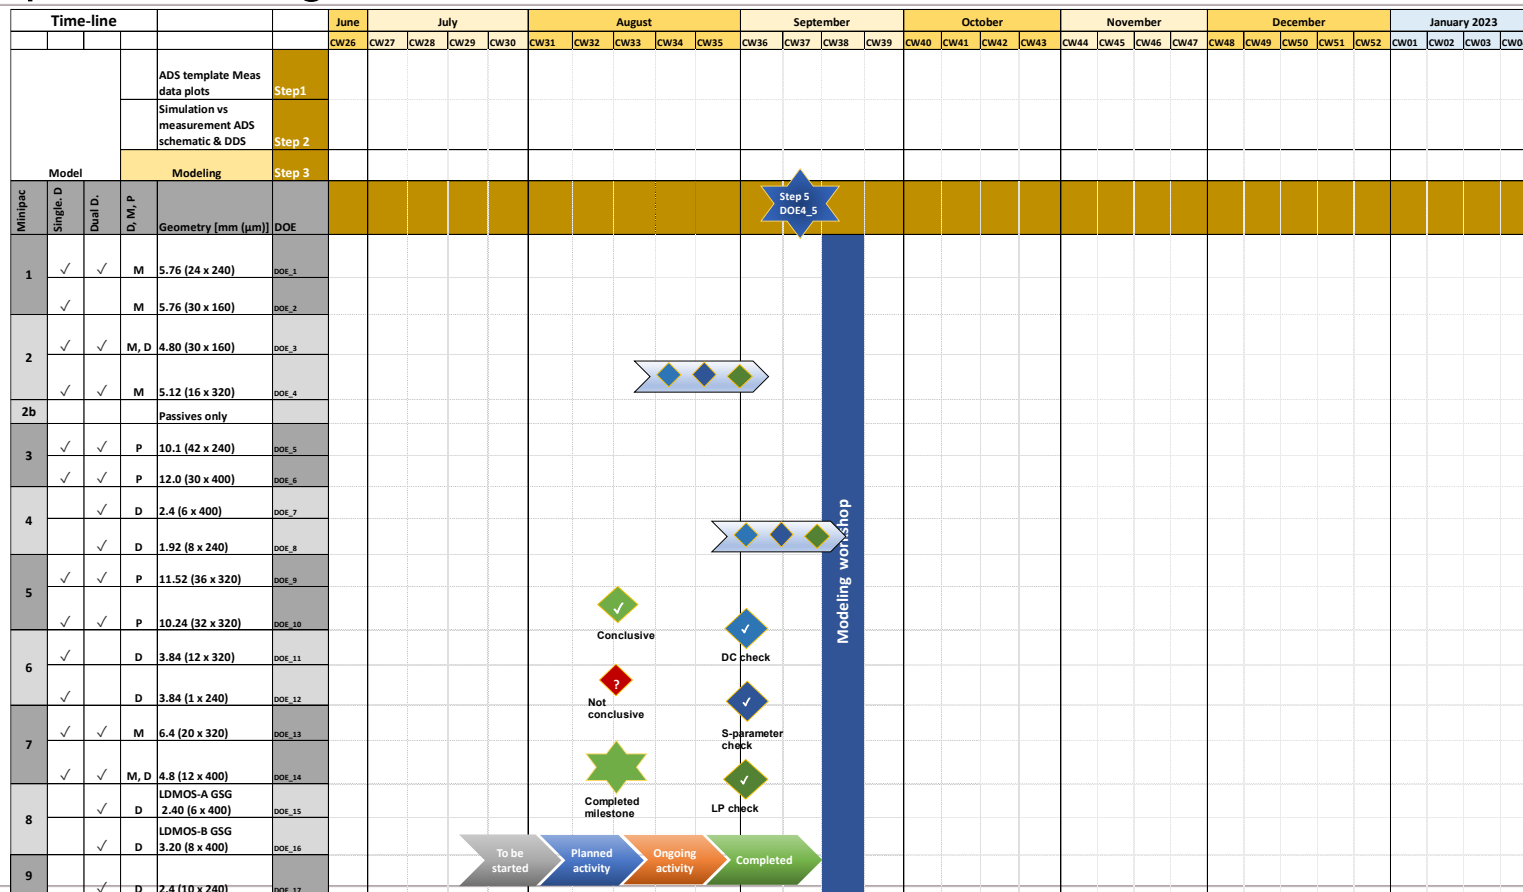 Time-line June July August September October November December January 2023
CW26 CW27 CW28 CW29 CW30 CW31 CW32 CW33 CW34 CW35 CW36 CW37 CW38 CW39 CW40 CW41 CW42 CW43 CW44 CW45 CW46 CW47 CW48 CW49 CW50 CW51 CW52 CW01 CW02 CW03
ADS template Meas
data plots Step1
Simulation vs
measurement ADS
schematic & DDS Step 2
Model Modeling Step 3
Minipac Single. D Dual D. D, M, P Geometry [mm (µm)] DOE
Step 5
DOE4_5
1 ✓ ✓ M 5.76 (24 x 240) DOE_1
✓ M 5.76 (30 x 160) DOE_2
2 ✓ ✓ M, D 4.80 (30 x 160) DOE_3
✓ ✓ M 5.12 (16 x 320) DOE_4
2b Passives only
3 ✓ ✓ P 10.1 (42 x 240) DOE_5
✓ ✓ P 12.0 (30 x 400) DOE_6
4 ✓ D 2.4 (6 x 400) DOE_7
✓ D 1.92 (8 x 240) DOE_8
5 ✓ ✓ P 11.52 (36 x 320) DOE_9
✓ ✓ P 10.24 (32 x 320) DOE_10
6 ✓ D 3.84 (12 x 320) DOE_11
✓ D 3.84 (1 x 240) DOE_12
7 ✓ ✓ M 6.4 (20 x 320) DOE_13
✓ ✓ M, D 4.8 (12 x 400) DOE_14
8 LDMOS-A GSG
✓ D 2.40 (6 x 400) DOE_15
LDMOS-B GSG
✓ D 3.20 (8 x 400) DOE_16
9 ✓ D 2.4 (10 x 240) DOE_17
Modeling workshop
✓
Conclusive
?
Not
conclusive
Completed
milestone
✓
DC check
✓
S-parameter
check
✓
LP check
To be
started
Planned
activity
Ongoing
activity
Completed